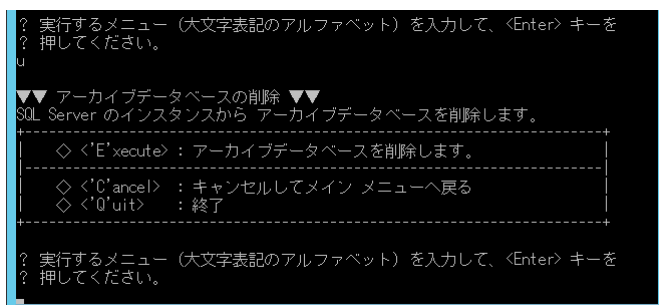 ? 実行するメニュー（大文字表記のアルファベット）を入力して、<Enter> キーを
? 押してください。
u
▼▼ アーカイブデータベースの削除 ▼▼
SQL Server のインスタンスから アーカイブデータベースを削除します。
+-----------------------------------------------------------------------+
| ◇ <'E'xecute> : アーカイブデータベースを削除します。 |
|-----------------------------------------------------------------------|
| ◇ <'C'ancel> : キャンセルしてメイン メニューへ戻る |
| ◇ <'Q'uit> : 終了 |
+-----------------------------------------------------------------------+
? 実行するメニュー（大文字表記のアルファベット）を入力して、<Enter> キーを
? 押してください。